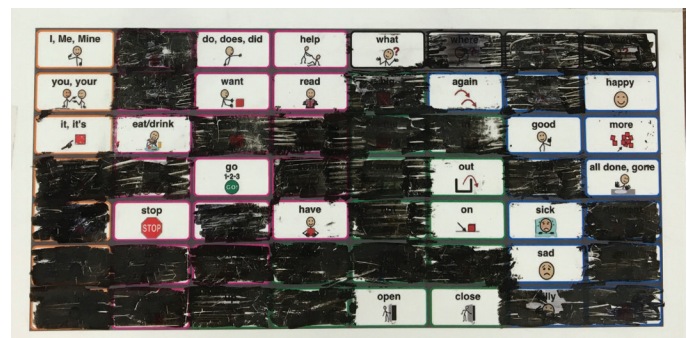 I, Me, Mine
do, does, did
help
what
where
you, your
want
read
again
happy
it, it's
eat/drink
good
more
go
1-2-3
GO!
out
all done, gone
stop
STOP
have
on
sick
sad
open
close